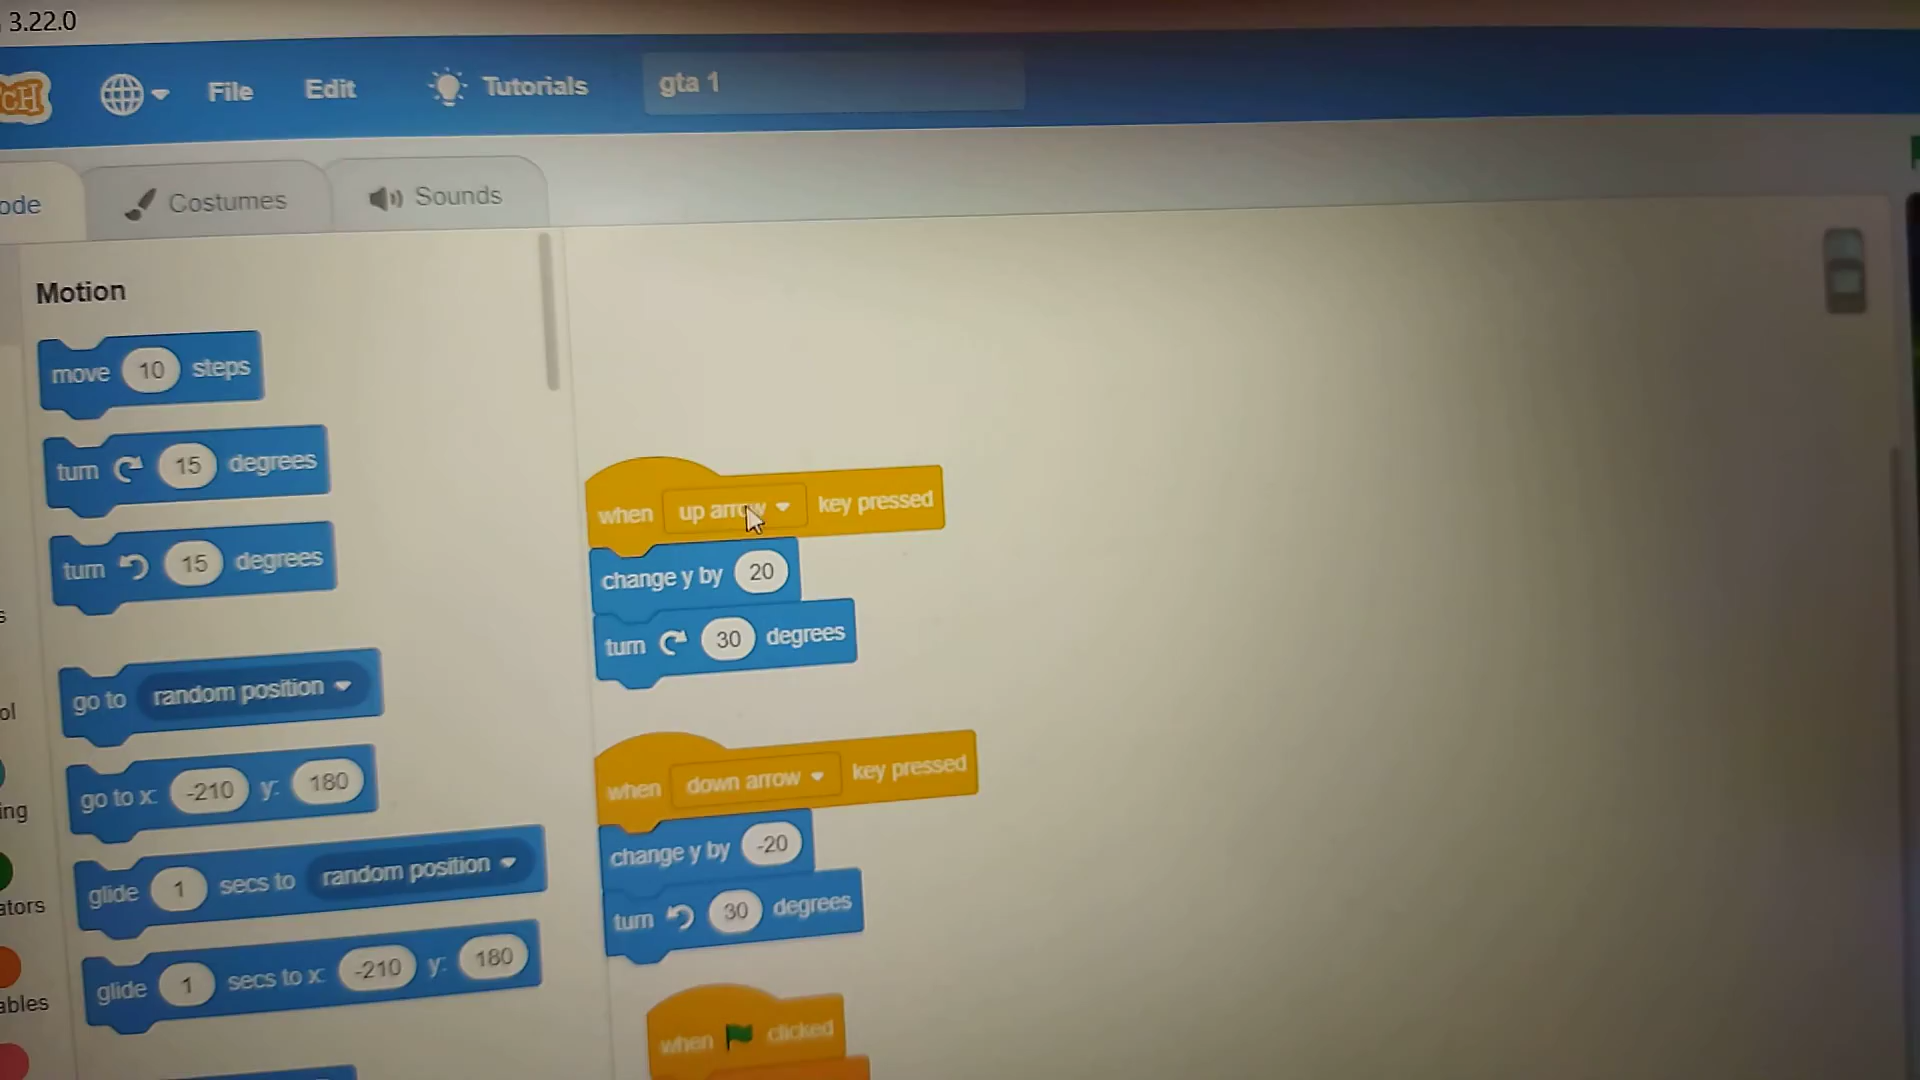 3.22.0
CH File Edit Tutorials gta 1
ode Costumes Sounds
Motion
move 10 steps
turn 15 degrees
turn 15 degrees
go to random position
go to x: -210 y: 180
glide 1 secs to random position
glide 1 secs to x: -210 y: 180
s
ol
ing
ators
ables
when up arrow key pressed
change y by 20
turn 30 degrees
when down arrow key pressed
change y by -20
turn 30 degrees
when clicked